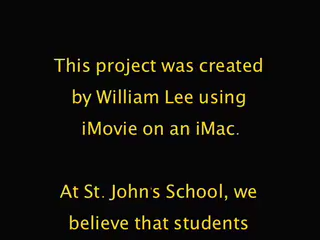 This project was created
by William Lee using
iMovie on an iMac.
At St. John's School, we
believe that students